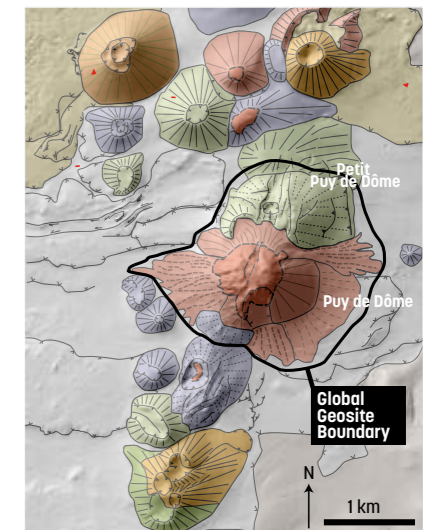 Petit
Puy de Dôme
Puy de Dôme
Global
Geosite
Boundary
N
1 km